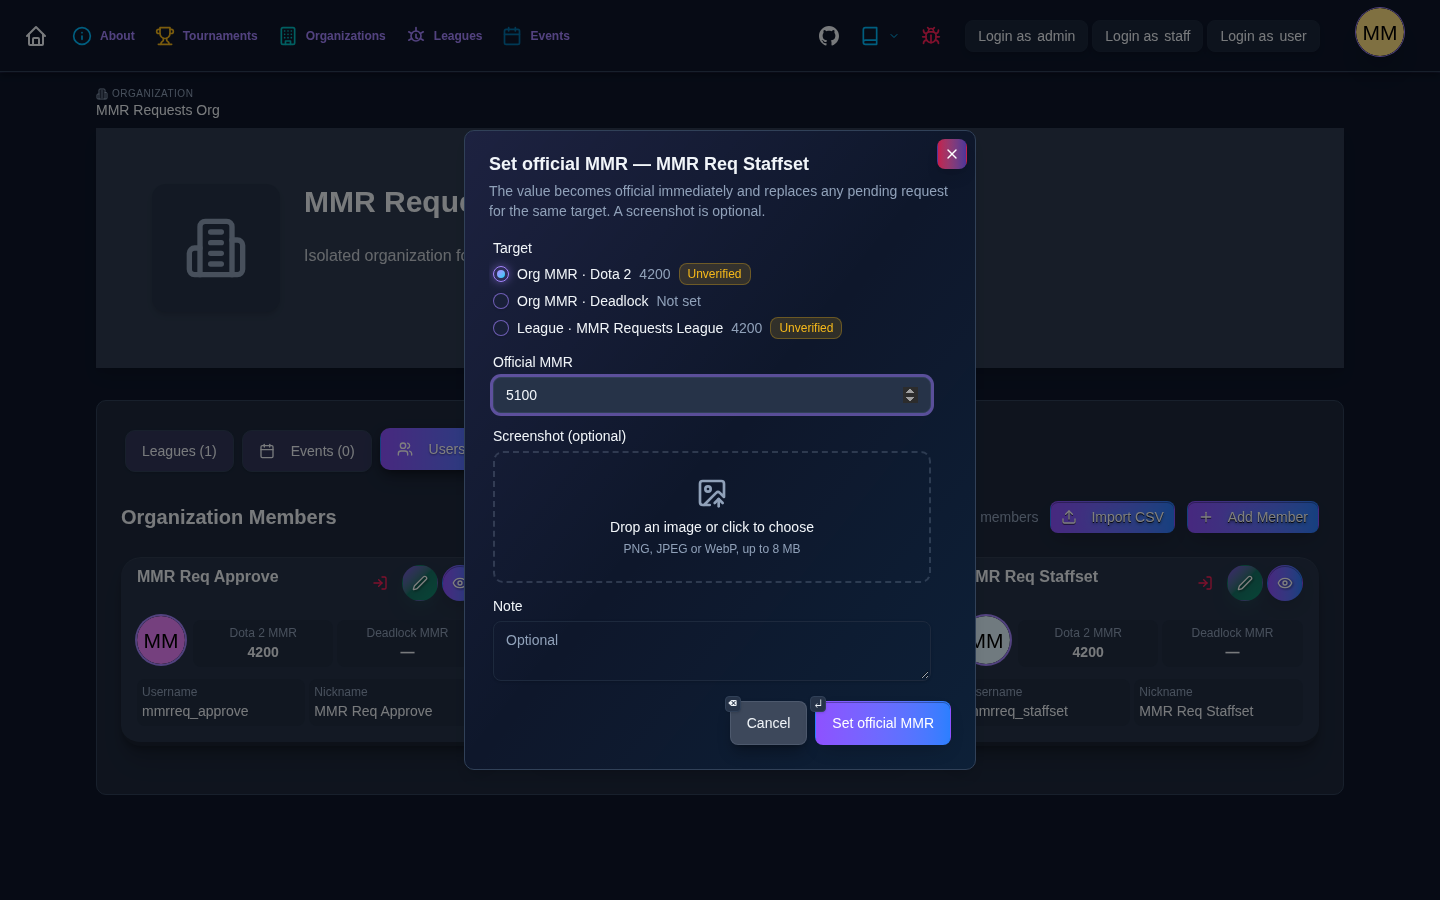 About
Tournaments
Organizations
Leagues
Events
Login as admin
Login as staff
Login as user
MM
ORGANIZATION
MMR Requests Org
MMR Reque
Isolated organization fo
Leagues (1)
Events (0)
Users
Organization Members
members
Import CSV
Add Member
MMR Req Approve
MM
Dota 2 MMR
4200
Deadlock MMR
—
Username
mmrreq_approve
Nickname
MMR Req Approve
Set official MMR — MMR Req Staffset
The value becomes official immediately and replaces any pending request
for the same target. A screenshot is optional.
Target
Org MMR · Dota 2 4200 Unverified
Org MMR · Deadlock Not set
League · MMR Requests League 4200 Unverified
Official MMR
5100
Screenshot (optional)
Drop an image or click to choose
PNG, JPEG or WebP, up to 8 MB
Note
Optional
Cancel
Set official MMR
MR Req Staffset
MM
Dota 2 MMR
4200
Deadlock MMR
—
sername
mrreq_staffset
Nickname
MMR Req Staffset